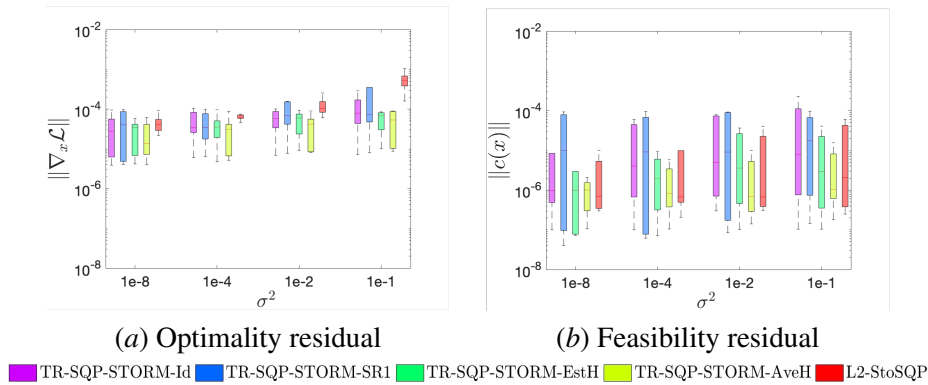 10^-2
10^-4
10^-6
10^-8
||∇_x ℒ||
1e-8 1e-4 1e-2 1e-1
σ^2
(a) Optimality residual
10^-2
10^-4
10^-6
10^-8
||c(x)||
1e-8 1e-4 1e-2 1e-1
σ^2
(b) Feasibility residual
TR-SQP-STORM-Id TR-SQP-STORM-SR1 TR-SQP-STORM-EstH TR-SQP-STORM-AveH L2-StoSQP